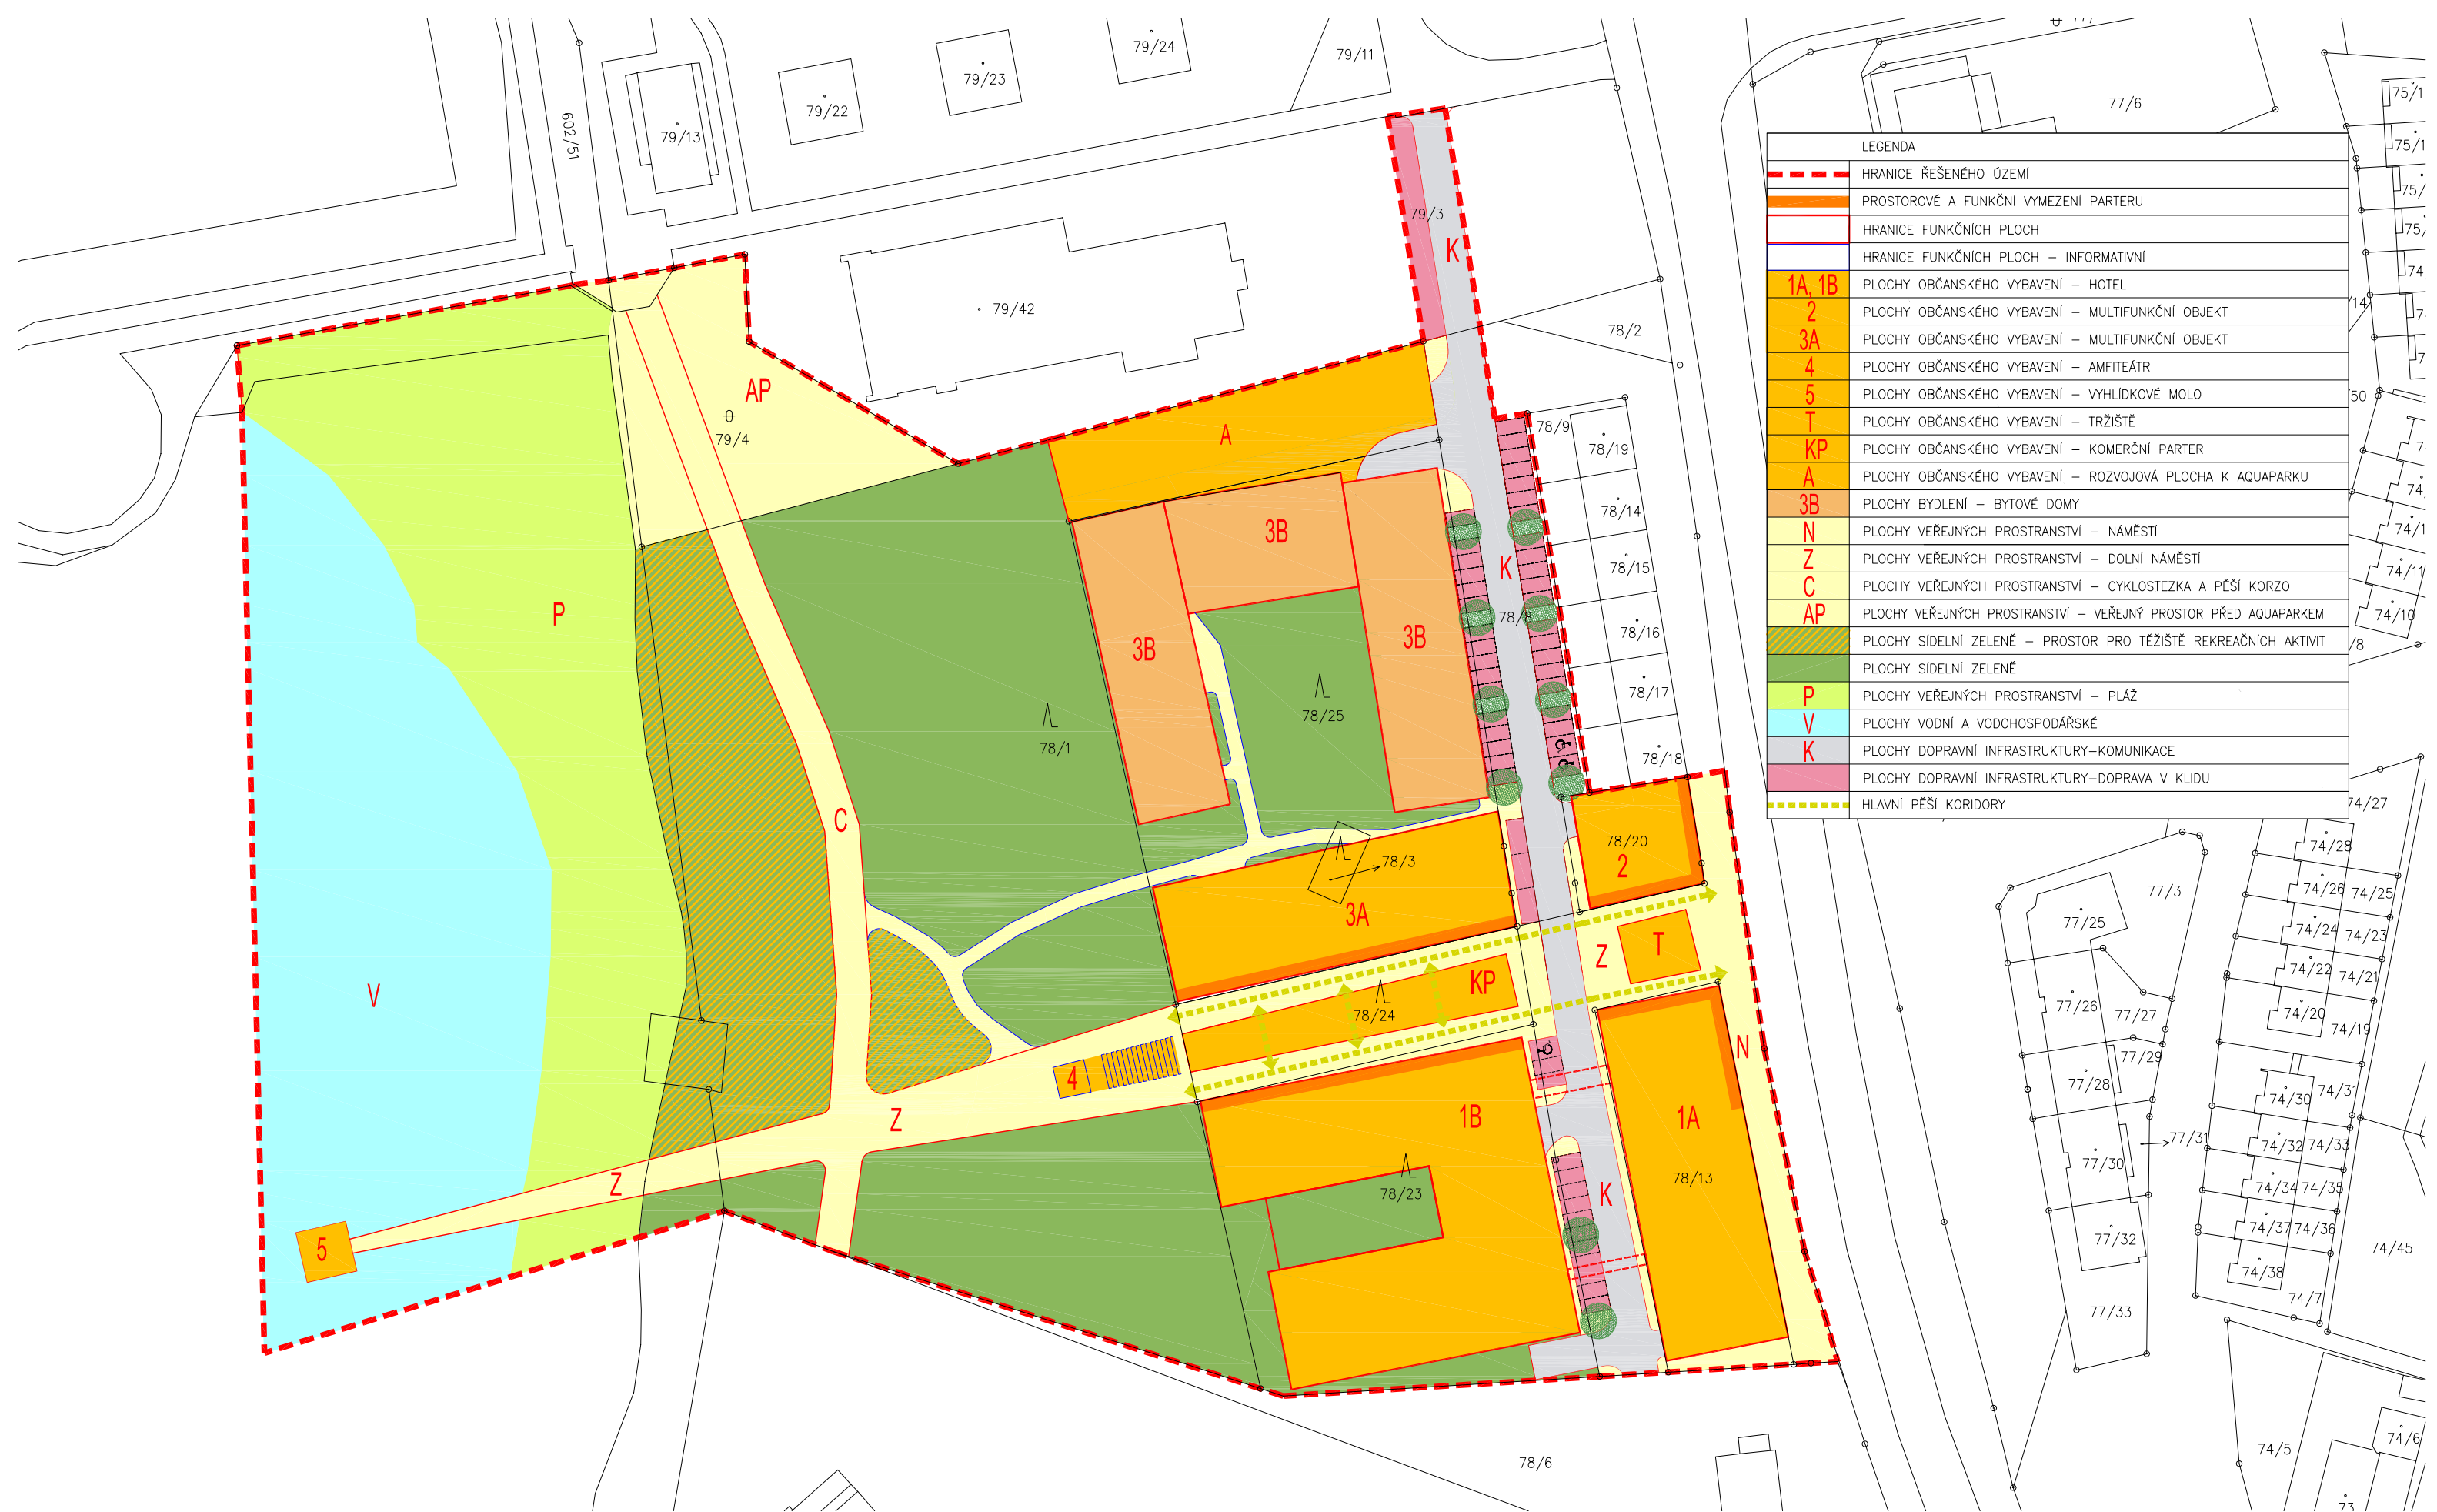 LEGENDA
HRANICE ŘEŠENÉHO ÚZEMÍ
PROSTOROVÉ A FUNKČNÍ VYMEZENÍ PARTERU
HRANICE FUNKČNÍCH PLOCH
HRANICE FUNKČNÍCH PLOCH – INFORMATIVNÍ
1A, 1B PLOCHY OBČANSKÉHO VYBAVENÍ – HOTEL
2 PLOCHY OBČANSKÉHO VYBAVENÍ – MULTIFUNKČNÍ OBJEKT
3A PLOCHY OBČANSKÉHO VYBAVENÍ – MULTIFUNKČNÍ OBJEKT
4 PLOCHY OBČANSKÉHO VYBAVENÍ – AMFITEÁTR
5 PLOCHY OBČANSKÉHO VYBAVENÍ – VYHLÍDKOVÉ MOLO
T PLOCHY OBČANSKÉHO VYBAVENÍ – TRŽIŠTĚ
KP PLOCHY OBČANSKÉHO VYBAVENÍ – KOMERČNÍ PARTER
A PLOCHY OBČANSKÉHO VYBAVENÍ – ROZVOJOVÁ PLOCHA K AQUAPARKU
3B PLOCHY BYDLENÍ – BYTOVÉ DOMY
N PLOCHY VEŘEJNÝCH PROSTRANSTVÍ – NÁMĚSTÍ
Z PLOCHY VEŘEJNÝCH PROSTRANSTVÍ – DOLNÍ NÁMĚSTÍ
C PLOCHY VEŘEJNÝCH PROSTRANSTVÍ – CYKLOSTEZKA A PĚŠÍ KORZO
AP PLOCHY VEŘEJNÝCH PROSTRANSTVÍ – VEŘEJNÝ PROSTOR PŘED AQUAPARKEM
PLOCHY SÍDELNÍ ZELENĚ – PROSTOR PRO TĚŽIŠTĚ REKREAČNÍCH AKTIVIT
PLOCHY SÍDELNÍ ZELENĚ
P PLOCHY VEŘEJNÝCH PROSTRANSTVÍ – PLÁŽ
V PLOCHY VODNÍ A VODOHOSPODÁŘSKÉ
K PLOCHY DOPRAVNÍ INFRASTRUKTURY–KOMUNIKACE
PLOCHY DOPRAVNÍ INFRASTRUKTURY–DOPRAVA V KLIDU
HLAVNÍ PĚŠÍ KORIDORY
602/51
79/13
79/22
79/23
79/24
79/11
79/3
K
79/42
AP
79/4
A
78/2
78/9
78/19
78/14
78/15
78/16
78/17
78/18
3B
3B
3B
K
78/8
78/25
78/1
P
C
V
78/3
3A
78/20
2
Z
T
KP
78/24
N
4
Z
Z
5
1B
78/23
K
1A
78/13
78/6
77/6
77/3
77/25
77/26
77/27
77/29
77/28
77/31
77/30
77/32
77/33
74/10
74/11
74/27
74/28
74/26
74/25
74/24
74/23
74/22
74/21
74/20
74/19
74/31
74/30
74/32
74/33
74/34
74/35
74/37
74/36
74/38
74/45
74/7
74/5
74/6